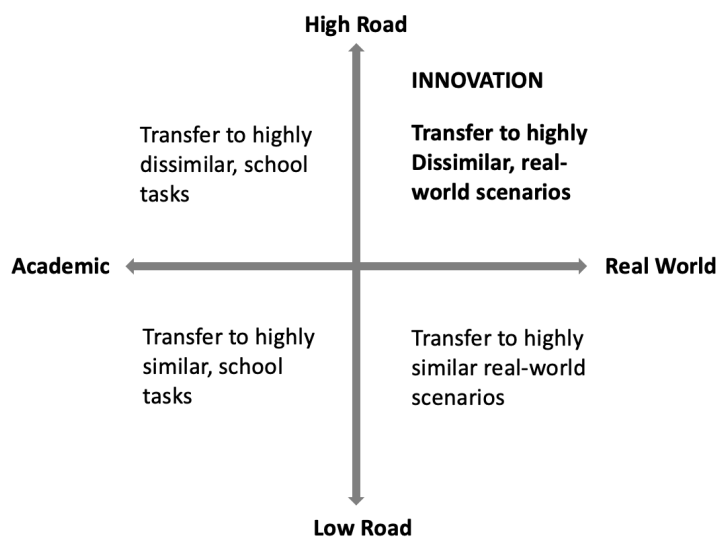 High Road
INNOVATION
Transfer to highly
dissimilar, school
tasks
Transfer to highly
Dissimilar, real-
world scenarios
Academic
Real World
Transfer to highly
similar, school
tasks
Transfer to highly
similar real-world
scenarios
Low Road